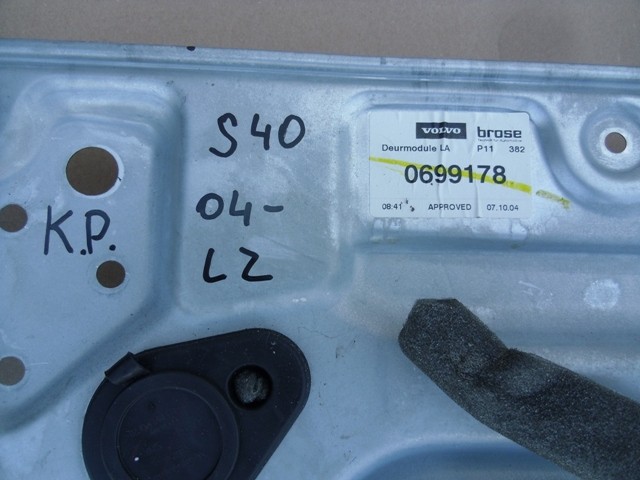 S40
04-
LZ
K.P.
VOLVO brose
Deurmodule LA P11 382
0699178
08:41 APPROVED 07.10.04